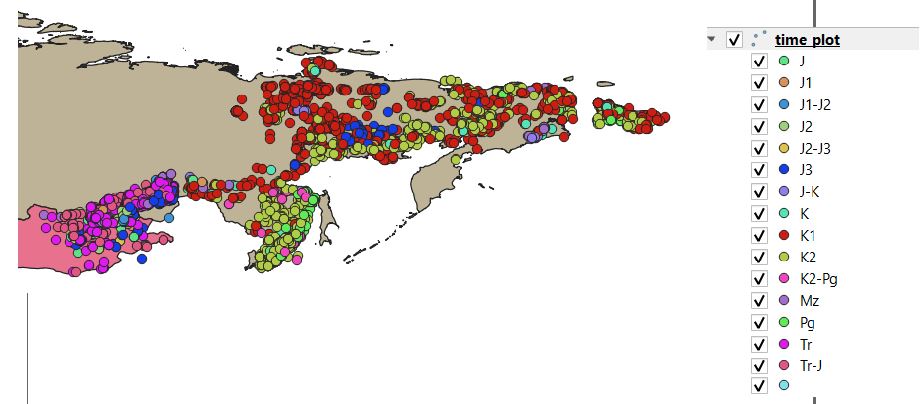 time plot
J
J1
J1-J2
J2
J2-J3
J3
J-K
K
K1
K2
K2-Pg
Mz
Pg
Tr
Tr-J